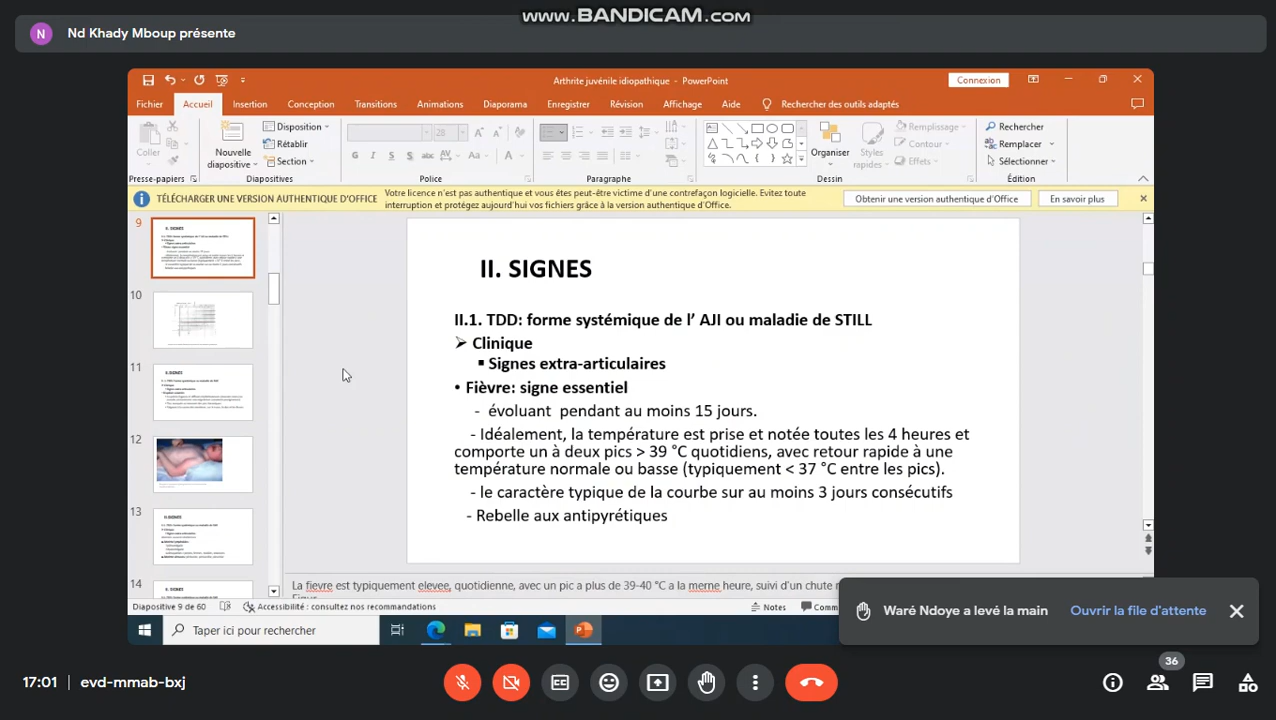 www.BANDICAM.com
N
Nd Khady Mboup présente
Arthrite juvénile idiopathique - PowerPoint
Connexion
Fichier Accueil Insertion Conception Transitions Animations Diaporama Enregistrer Révision Affichage Aide Rechercher des outils adaptés
Coller
Nouvelle diapositive
Disposition
Rétablir
Section
28
G I S S abc AV Aa A
Organiser
Styles rapides
Remplissage
Contour
Effets
Rechercher
Remplacer
Sélectionner
Presse-papiers Diapositives Police Paragraphe Dessin Édition
TÉLÉCHARGER UNE VERSION AUTHENTIQUE D'OFFICE
Votre licence n'est pas authentique et vous êtes peut-être victime d'une contrefaçon logicielle. Evitez toute
interruption et protégez aujourd'hui vos fichiers grâce à la version authentique d'Office.
Obtenir une version authentique d'Office
En savoir plus
9
10
11
12
13
14
II. SIGNES
II.1. TDD: forme systémique de l' AJI ou maladie de STILL
Clinique
Signes extra-articulaires
• Fièvre: signe essentiel
- évoluant pendant au moins 15 jours.
- Idéalement, la température est prise et notée toutes les 4 heures et
comporte un à deux pics > 39 °C quotidiens, avec retour rapide à une
température normale ou basse (typiquement < 37 °C entre les pics).
- le caractère typique de la courbe sur au moins 3 jours consécutifs
- Rebelle aux antipyrétiques
La fievre est typiquement elevee, quotidienne, avec un pic a plus de 39-40 °C a la meme heure, suivi d'un chute
Diapositive 9 de 60 Accessibilité : consultez nos recommandations Notes Comm
Waré Ndoye a levé la main
Ouvrir la file d'attente
Taper ici pour rechercher
17:01 evd-mmab-bxj
36